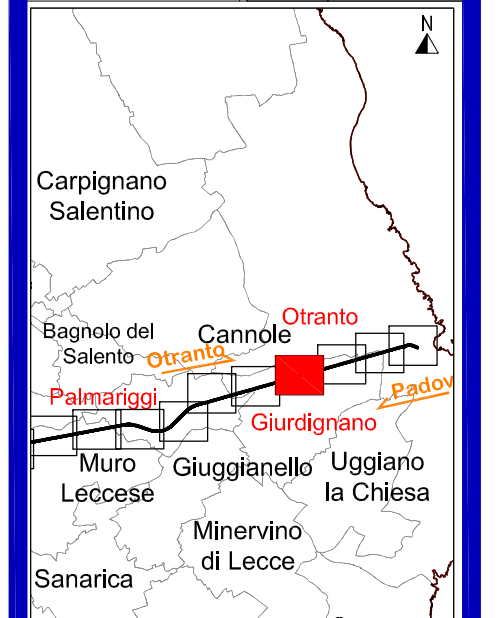 N
Carpignano
Salentino
Otranto
Cannole
Bagnolo del
Salento
Otranto
Padov
Palmariggi
Giurdignano
Muro
Leccese
Giuggianello
Uggiano
la Chiesa
Minervino
di Lecce
Sanarica